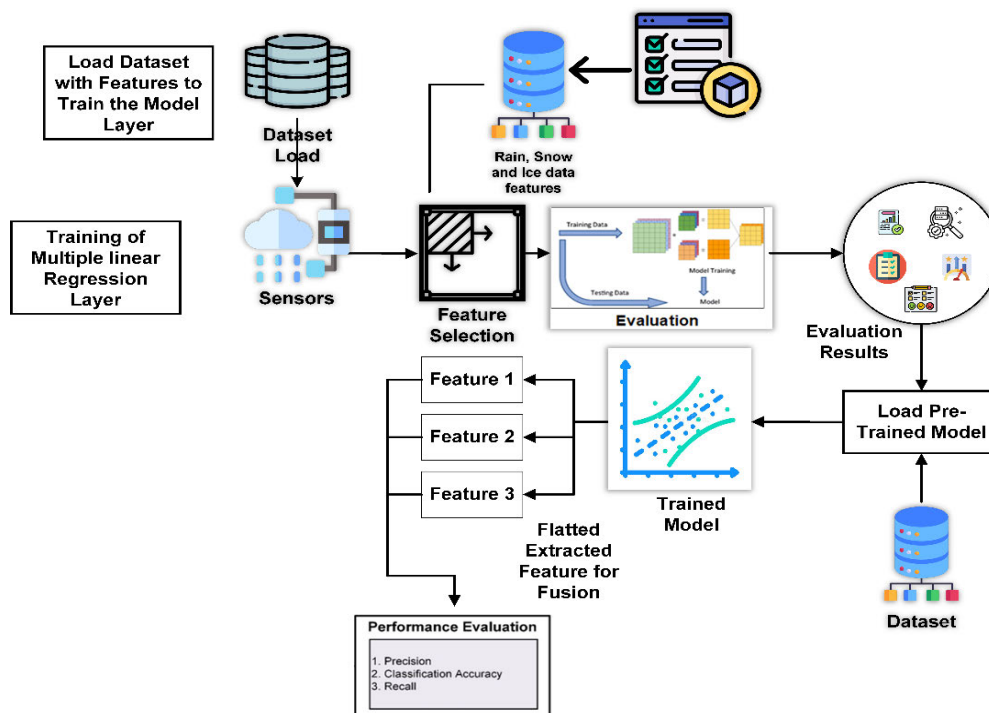 Load Dataset
with Features to
Train the Model
Layer
Dataset
Load
Rain, Snow
and Ice data
features
Training of
Multiple linear
Regression
Layer
Sensors
Feature
Selection
Training Data
Testing Data
Model Training
Model
Evaluation
Evaluation
Results
Feature 1
Feature 2
Feature 3
Flatted
Extracted
Feature for
Fusion
Trained
Model
Load Pre-
Trained Model
Dataset
Performance Evaluation
1. Precision
2. Classification Accuracy
3. Recall